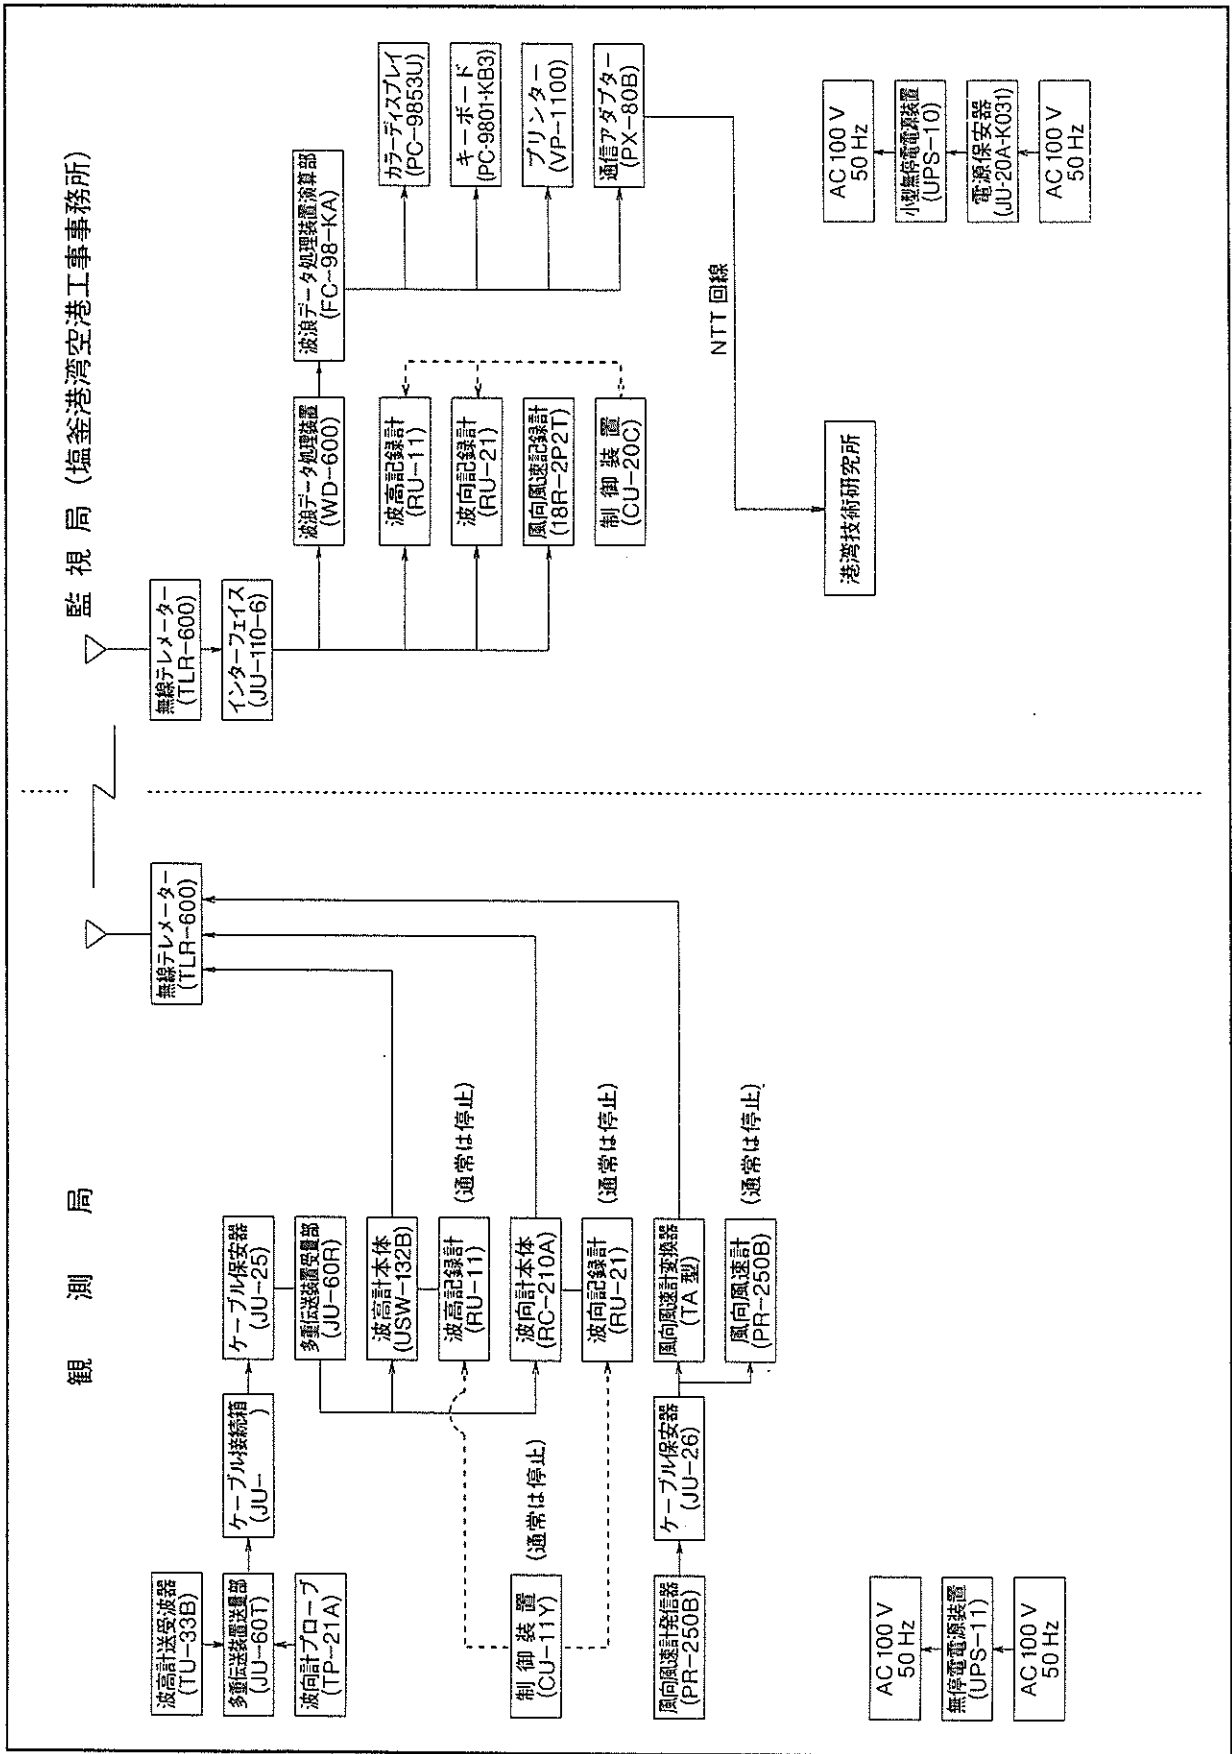 観測局
波高計送受波器
(TU-33B)
多重伝送装置送量部
(JU-60T)
波向計プローブ
(TP-21A)
ケーブル接続箱
(JU- )
ケーブル保安器
(JU-25)
多重伝送装置受量部
(JU-60R)
波高計本体
(USW-132B)
波高記録計
(RU-11)
(通常は停止)
波向計本体
(RC-210A)
波向記録計
(RU-21)
(通常は停止)
制御装置
(CU-11Y)
(通常は停止)
風向風速計発信器
(PR-250B)
ケーブル保安器
(JU-26)
風向風速計変換器
(TA型)
風向風速計
(PR-250B)
(通常は停止)
無線テレメーター
(TLR-600)
AC 100 V
50 Hz
無停電電源装置
(UPS-11)
AC 100 V
50 Hz
監視局(塩釜港湾空港工事事務所)
無線テレメーター
(TLR-600)
インターフェイス
(JU-110-6)
波浪データ処理装置
(WD-600)
波高記録計
(RU-11)
波向記録計
(RU-21)
風向風速記録計
(18R-2P2T)
制御装置
(CU-20C)
波浪データ処理装置演算部
(FC-98-KA)
カラーディスプレイ
(PC-9853U)
キーボード
(PC-9801-KB3)
プリンター
(VP-1100)
通信アダプター
(PX-80B)
NTT回線
港湾技術研究所
AC 100 V
50 Hz
小型無停電電源装置
(UPS-10)
電源保安器
(JU-20A-K031)
AC 100 V
50 Hz